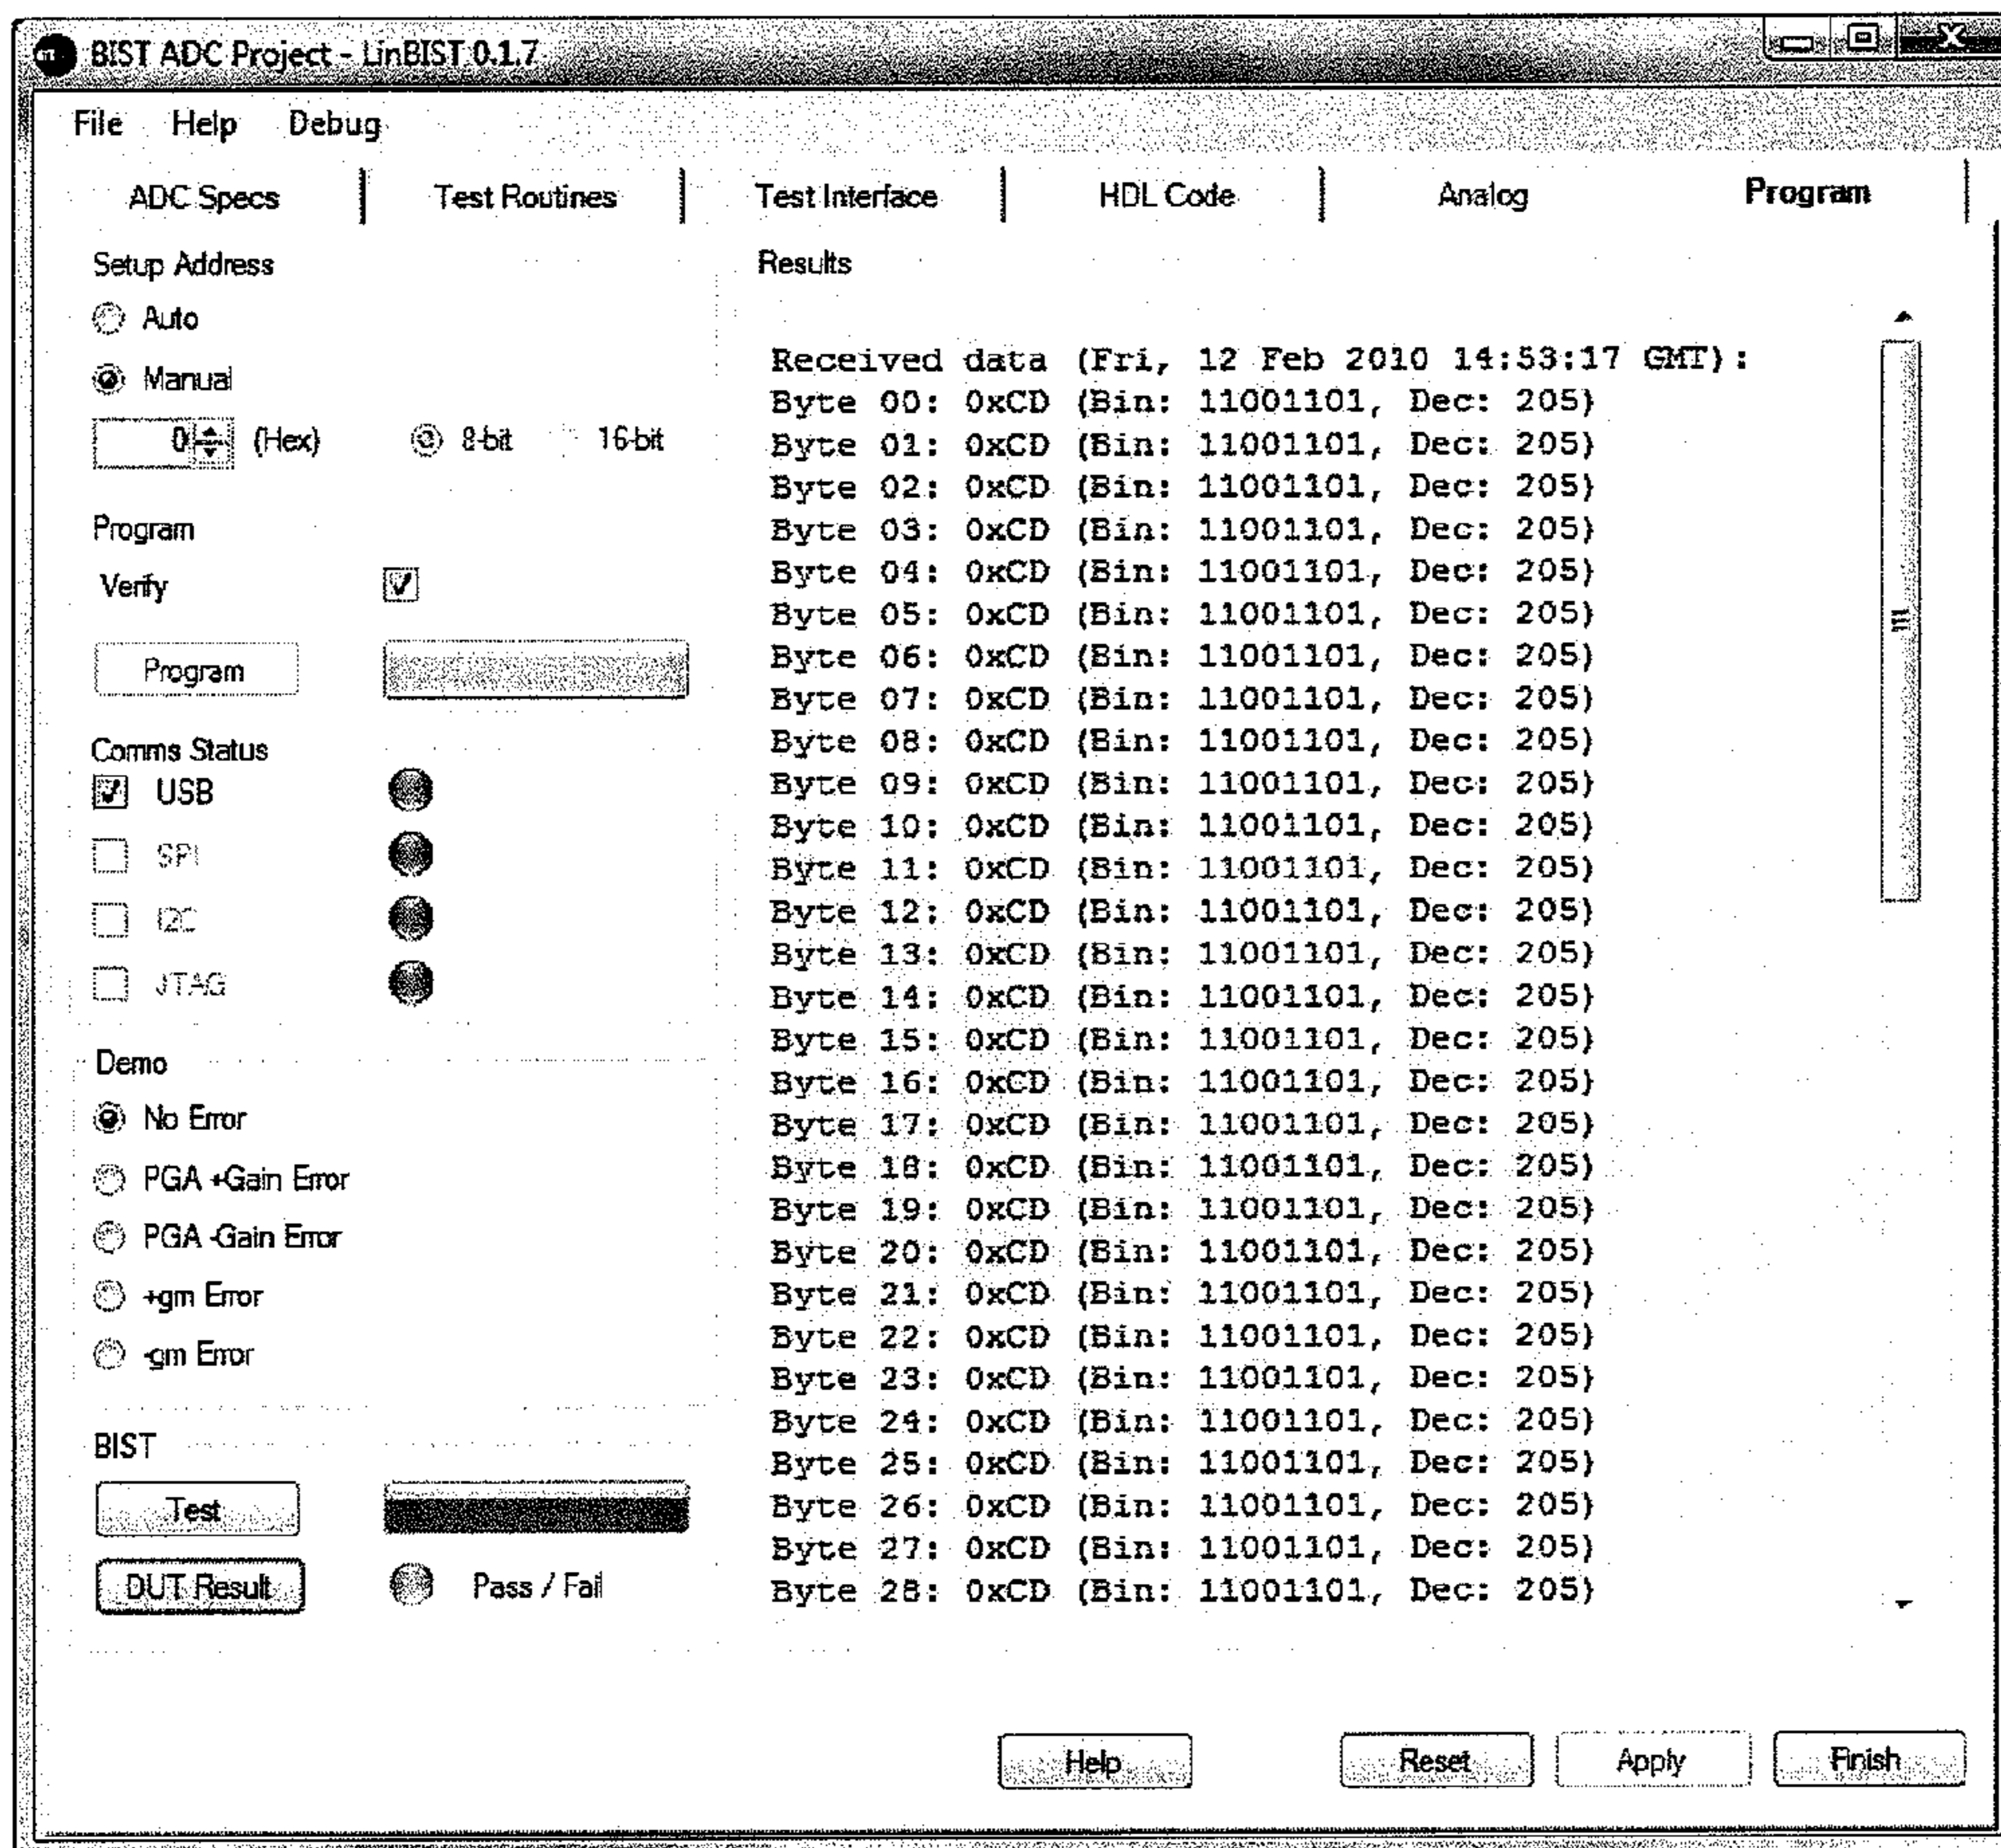 BIST ADC Project - LinBIST 0.1.7
File Help Debug
ADC Specs Test Routines Test Interface HDL Code Analog Program
Setup Address
Auto
Manual
0 (Hex) 8-bit 16-bit
Program
Verify
Program
Comms Status
USB
SPI
I2C
JTAG
Demo
No Error
PGA +Gain Error
PGA -Gain Error
+gm Error
-gm Error
BIST
Test
DUT Result Pass / Fail
Results
Received data (Fri, 12 Feb 2010 14:53:17 GMT):
Byte 00: 0xCD (Bin: 11001101, Dec: 205)
Byte 01: 0xCD (Bin: 11001101, Dec: 205)
Byte 02: 0xCD (Bin: 11001101, Dec: 205)
Byte 03: 0xCD (Bin: 11001101, Dec: 205)
Byte 04: 0xCD (Bin: 11001101, Dec: 205)
Byte 05: 0xCD (Bin: 11001101, Dec: 205)
Byte 06: 0xCD (Bin: 11001101, Dec: 205)
Byte 07: 0xCD (Bin: 11001101, Dec: 205)
Byte 08: 0xCD (Bin: 11001101, Dec: 205)
Byte 09: 0xCD (Bin: 11001101, Dec: 205)
Byte 10: 0xCD (Bin: 11001101, Dec: 205)
Byte 11: 0xCD (Bin: 11001101, Dec: 205)
Byte 12: 0xCD (Bin: 11001101, Dec: 205)
Byte 13: 0xCD (Bin: 11001101, Dec: 205)
Byte 14: 0xCD (Bin: 11001101, Dec: 205)
Byte 15: 0xCD (Bin: 11001101, Dec: 205)
Byte 16: 0xCD (Bin: 11001101, Dec: 205)
Byte 17: 0xCD (Bin: 11001101, Dec: 205)
Byte 18: 0xCD (Bin: 11001101, Dec: 205)
Byte 19: 0xCD (Bin: 11001101, Dec: 205)
Byte 20: 0xCD (Bin: 11001101, Dec: 205)
Byte 21: 0xCD (Bin: 11001101, Dec: 205)
Byte 22: 0xCD (Bin: 11001101, Dec: 205)
Byte 23: 0xCD (Bin: 11001101, Dec: 205)
Byte 24: 0xCD (Bin: 11001101, Dec: 205)
Byte 25: 0xCD (Bin: 11001101, Dec: 205)
Byte 26: 0xCD (Bin: 11001101, Dec: 205)
Byte 27: 0xCD (Bin: 11001101, Dec: 205)
Byte 28: 0xCD (Bin: 11001101, Dec: 205)
Help Reset Apply Finish